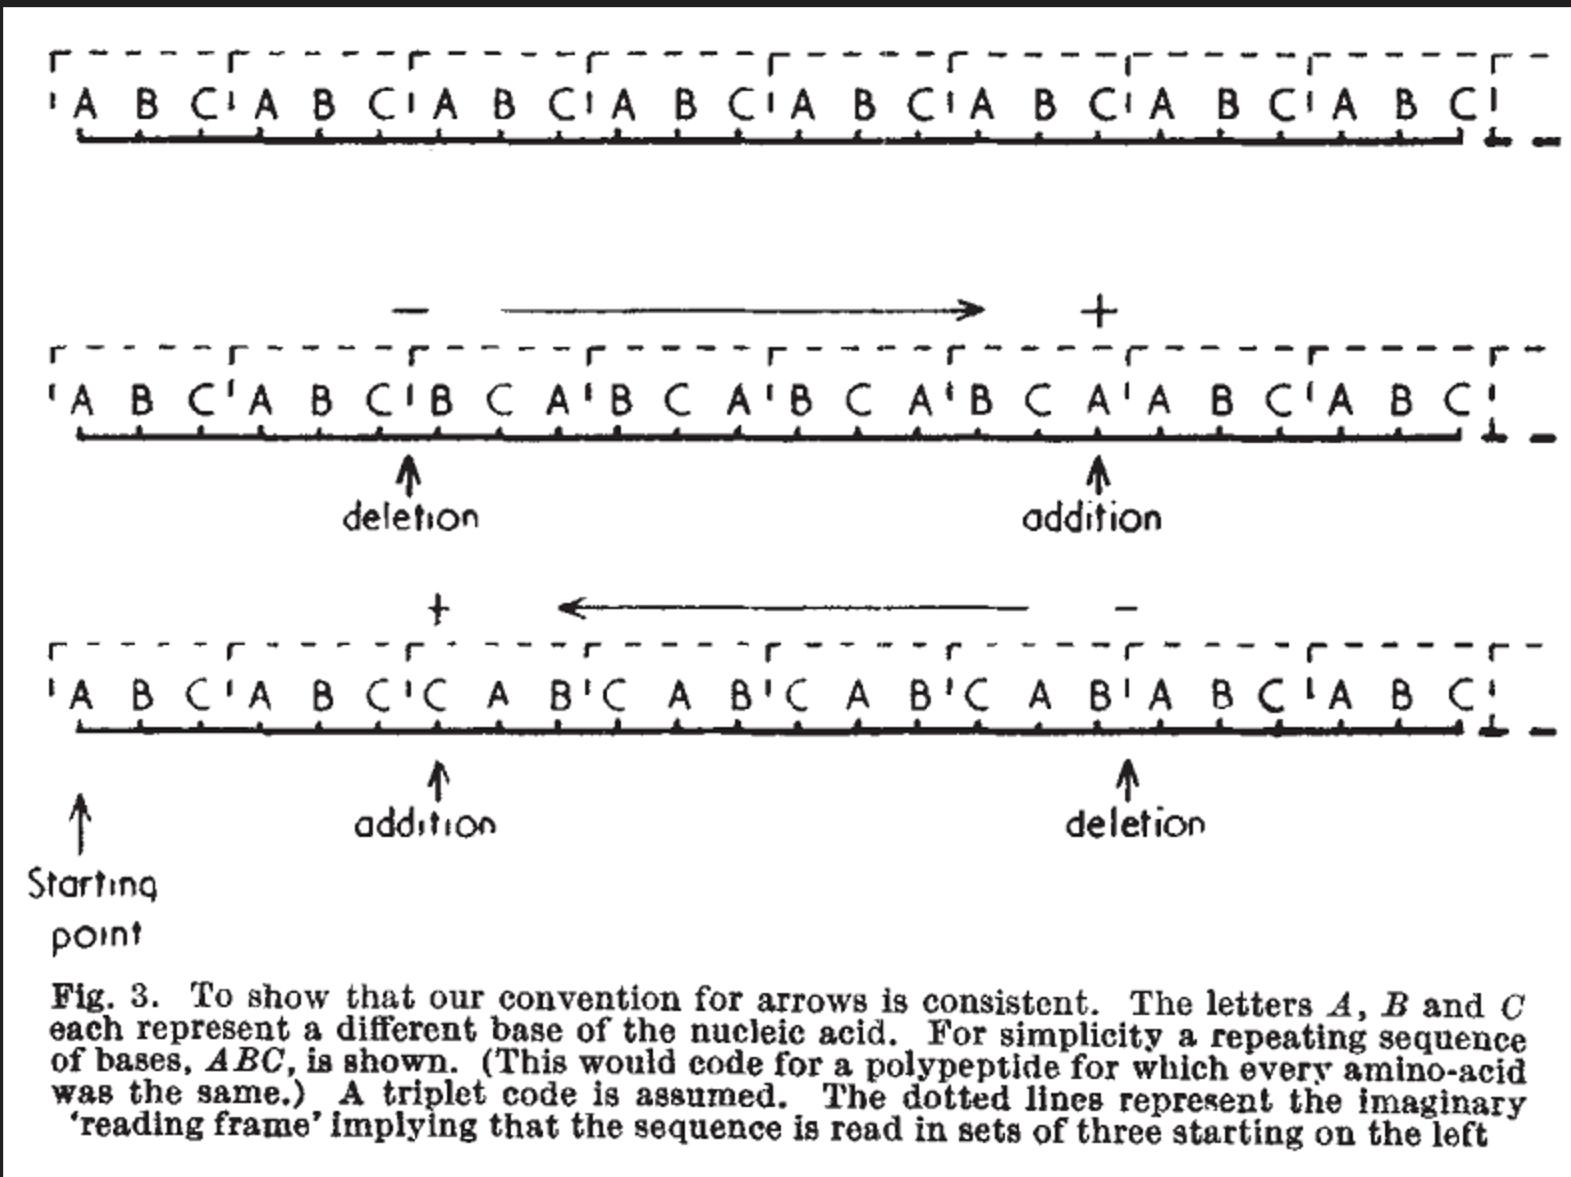 A B C A B C A B C A B C A B C A B C A B C A B C
− +
A B C A B C B C A B C A B C A B C A A B C A B C
deletion addition
+ −
A B C A B C C A B C A B C A B C A B A B C A B C
addition deletion
Starting
point
Fig. 3. To show that our convention for arrows is consistent. The letters A, B and C
each represent a different base of the nucleic acid. For simplicity a repeating sequence
of bases, ABC, is shown. (This would code for a polypeptide for which every amino-acid
was the same.) A triplet code is assumed. The dotted lines represent the imaginary
'reading frame' implying that the sequence is read in sets of three starting on the left